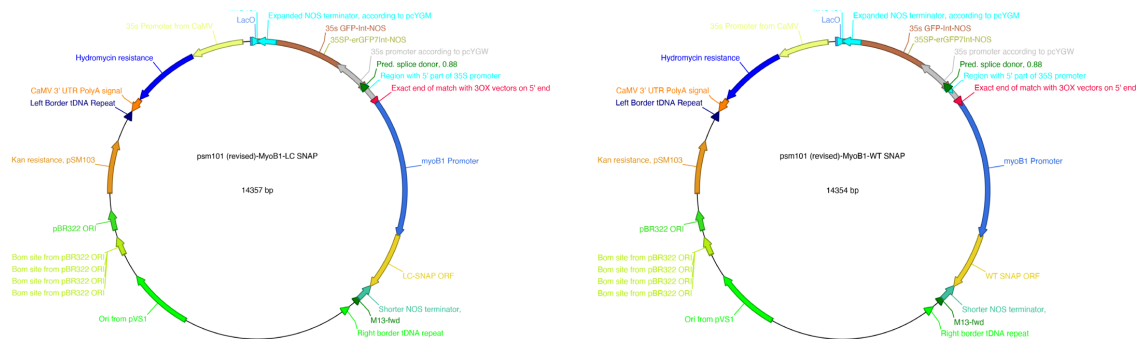 LacO
Expanded NOS terminator, according to pcYGM
35s Promoter from CaMV
35s GFP-Int-NOS
35SP-erGFP7Int-NOS
35s promoter according to pcYGW
Hydromycin resistance
Pred. splice donor, 0.88
Region with 5' part of 35S promoter
CaMV 3' UTR PolyA signal
Exact end of match with 3OX vectors on 5' end
Left Border tDNA Repeat
psm101 (revised)-MyoB1-LC SNAP
Kan resistance, pSM103
myoB1 Promoter
14357 bp
pBR322 ORI
Bom site from pBR322 ORI
Bom site from pBR322 ORI
Bom site from pBR322 ORI
Bom site from pBR322 ORI
LC-SNAP ORF
Shorter NOS terminator,
Ori from pVS1
M13-fwd
Right border tDNA repeat
LacO
Expanded NOS terminator, according to pcYGM
35s Promoter from CaMV
35s GFP-Int-NOS
35SP-erGFP7Int-NOS
35s promoter according to pcYGW
Hydromycin resistance
Pred. splice donor, 0.88
Region with 5' part of 35S promoter
CaMV 3' UTR PolyA signal
Exact end of match with 3OX vectors on 5' end
Left Border tDNA Repeat
psm101 (revised)-MyoB1-WT SNAP
Kan resistance, pSM103
myoB1 Promoter
14354 bp
pBR322 ORI
Bom site from pBR322 ORI
Bom site from pBR322 ORI
Bom site from pBR322 ORI
Bom site from pBR322 ORI
WT SNAP ORF
Shorter NOS terminator,
Ori from pVS1
M13-fwd
Right border tDNA repeat